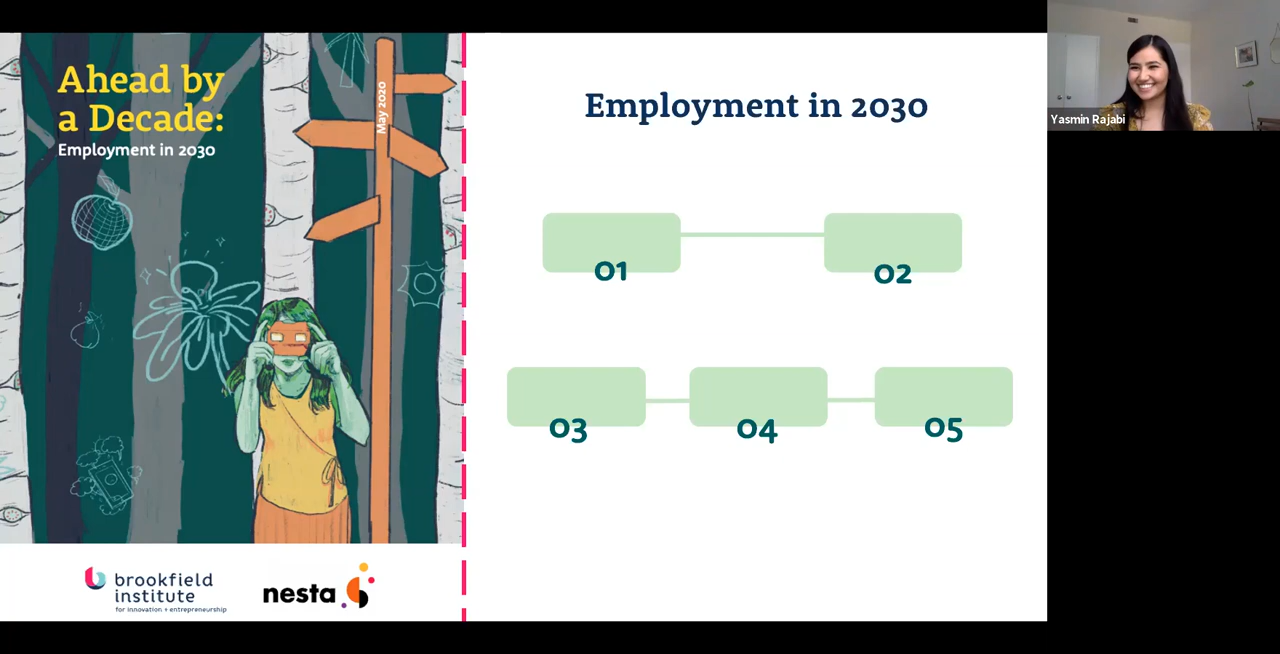 Ahead by
a Decade:
Employment in 2030
May 2020
brookfield
institute
for innovation + entrepreneurship
nesta
Employment in 2030
01
02
03
04
05
Yasmin Rajabi